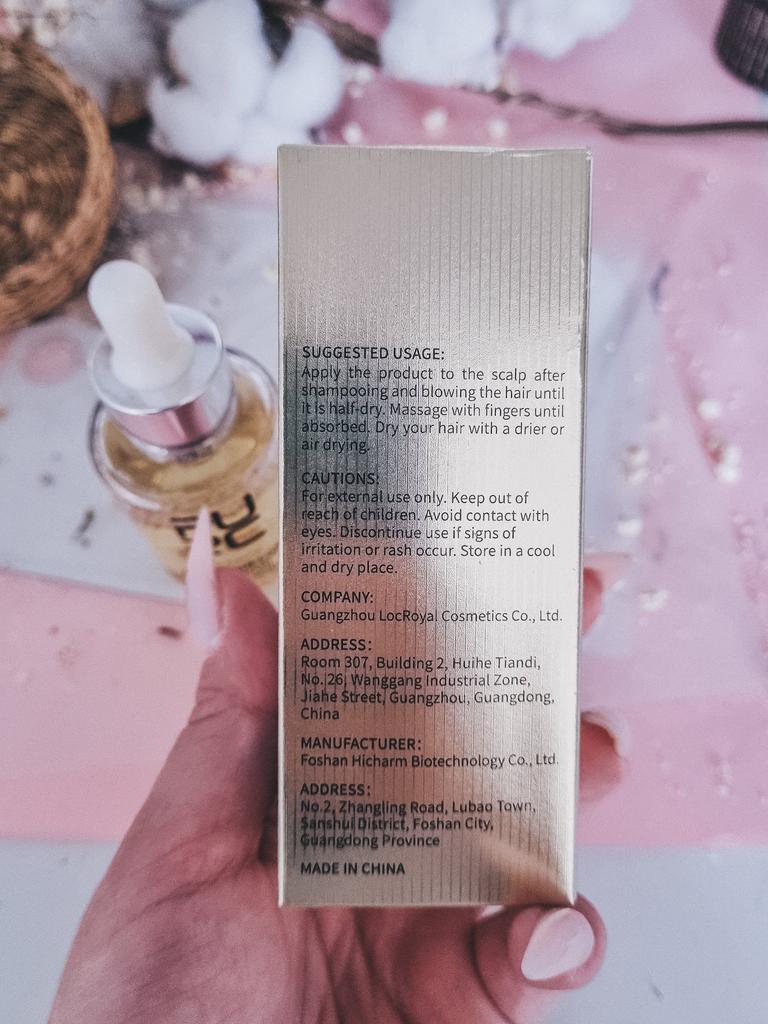 SUGGESTED USAGE:
Apply the product to the scalp after
shampooing and blowing the hair until
it is half-dry. Massage with fingers until
absorbed. Dry your hair with a drier or
air drying.
CAUTIONS:
For external use only. Keep out of
reach of children. Avoid contact with
eyes. Discontinue use if signs of
irritation or rash occur. Store in a cool
and dry place.
COMPANY:
Guangzhou LocRoyal Cosmetics Co., Ltd.
ADDRESS:
Room 307, Building 2, Huihe Tiandi,
No. 26, Wanggang Industrial Zone,
Jiahe Street, Guangzhou, Guangdong,
China
MANUFACTURER:
Foshan Hicharm Biotechnology Co., Ltd.
ADDRESS:
No.2, Zhangling Road, Lubao Town,
Sanshui District, Foshan City,
Guangdong Province
MADE IN CHINA